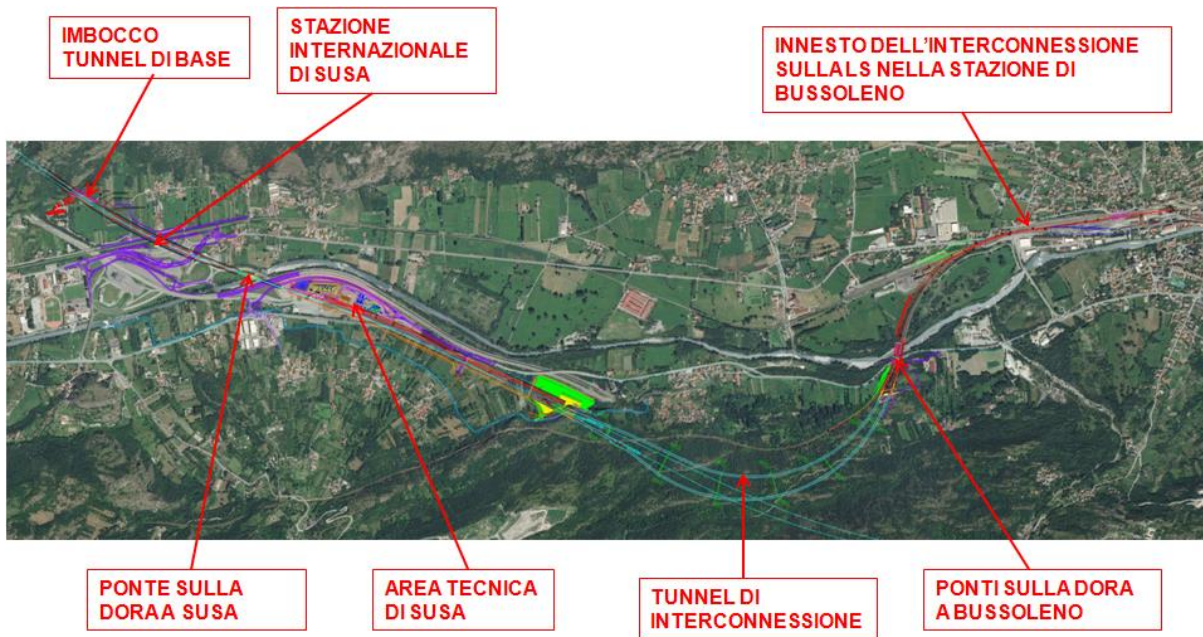 IMBOCCO
TUNNEL DI BASE
STAZIONE
INTERNAZIONALE
DI SUSA
INNESTO DELL'INTERCONNESSIONE
SULLA LS NELLA STAZIONE DI
BUSSOLENO
PONTE SULLA
DORA A SUSA
AREA TECNICA
DI SUSA
TUNNEL DI
INTERCONNESSIONE
PONTI SULLA DORA
A BUSSOLENO